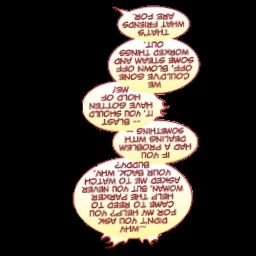 ...WHY
DIDN'T YOU ASK
FOR MY HELP? YOU
CAME TO ME TO
HELP THE PARKER
WOMAN, BUT YOU NEVER
ASKED ME TO WATCH
YOUR BACK. WHY,
BUDDY?
IF YOU
HAD A PROBLEM
DEALING WITH
SOMETHING --
-- BLAST
IT, YOU SHOULD
HAVE GOTTEN
HOLD OF
ME!
WE
COULD'VE GONE
OFF, BLOWN OFF
SOME STEAM AND
WORKED THINGS
OUT.
THAT'S
WHAT FRIENDS
ARE FOR.